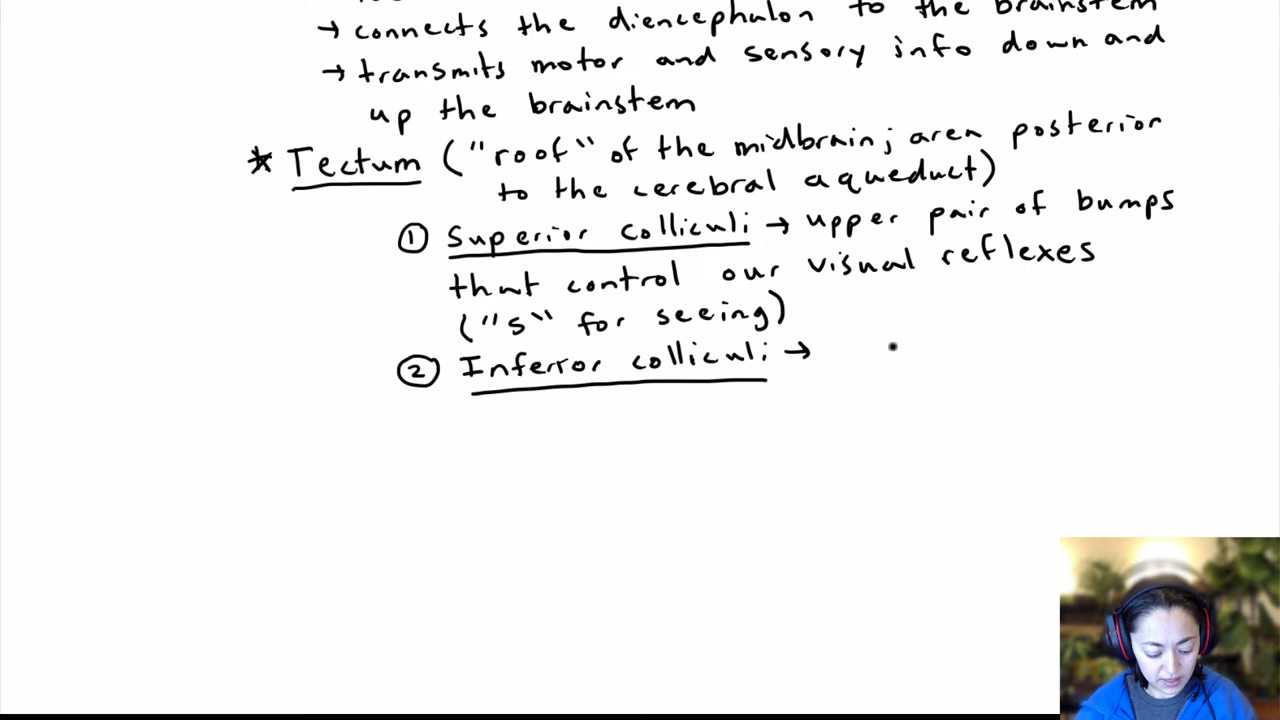 → connects the diencephalon to the brainstem
→ transmits motor and sensory info down and
up the brainstem
* Tectum ("roof" of the midbrain; area posterior
to the cerebral aqueduct)
① Superior colliculi → upper pair of bumps
that control our visual reflexes
("s" for seeing)
② Inferior colliculi →